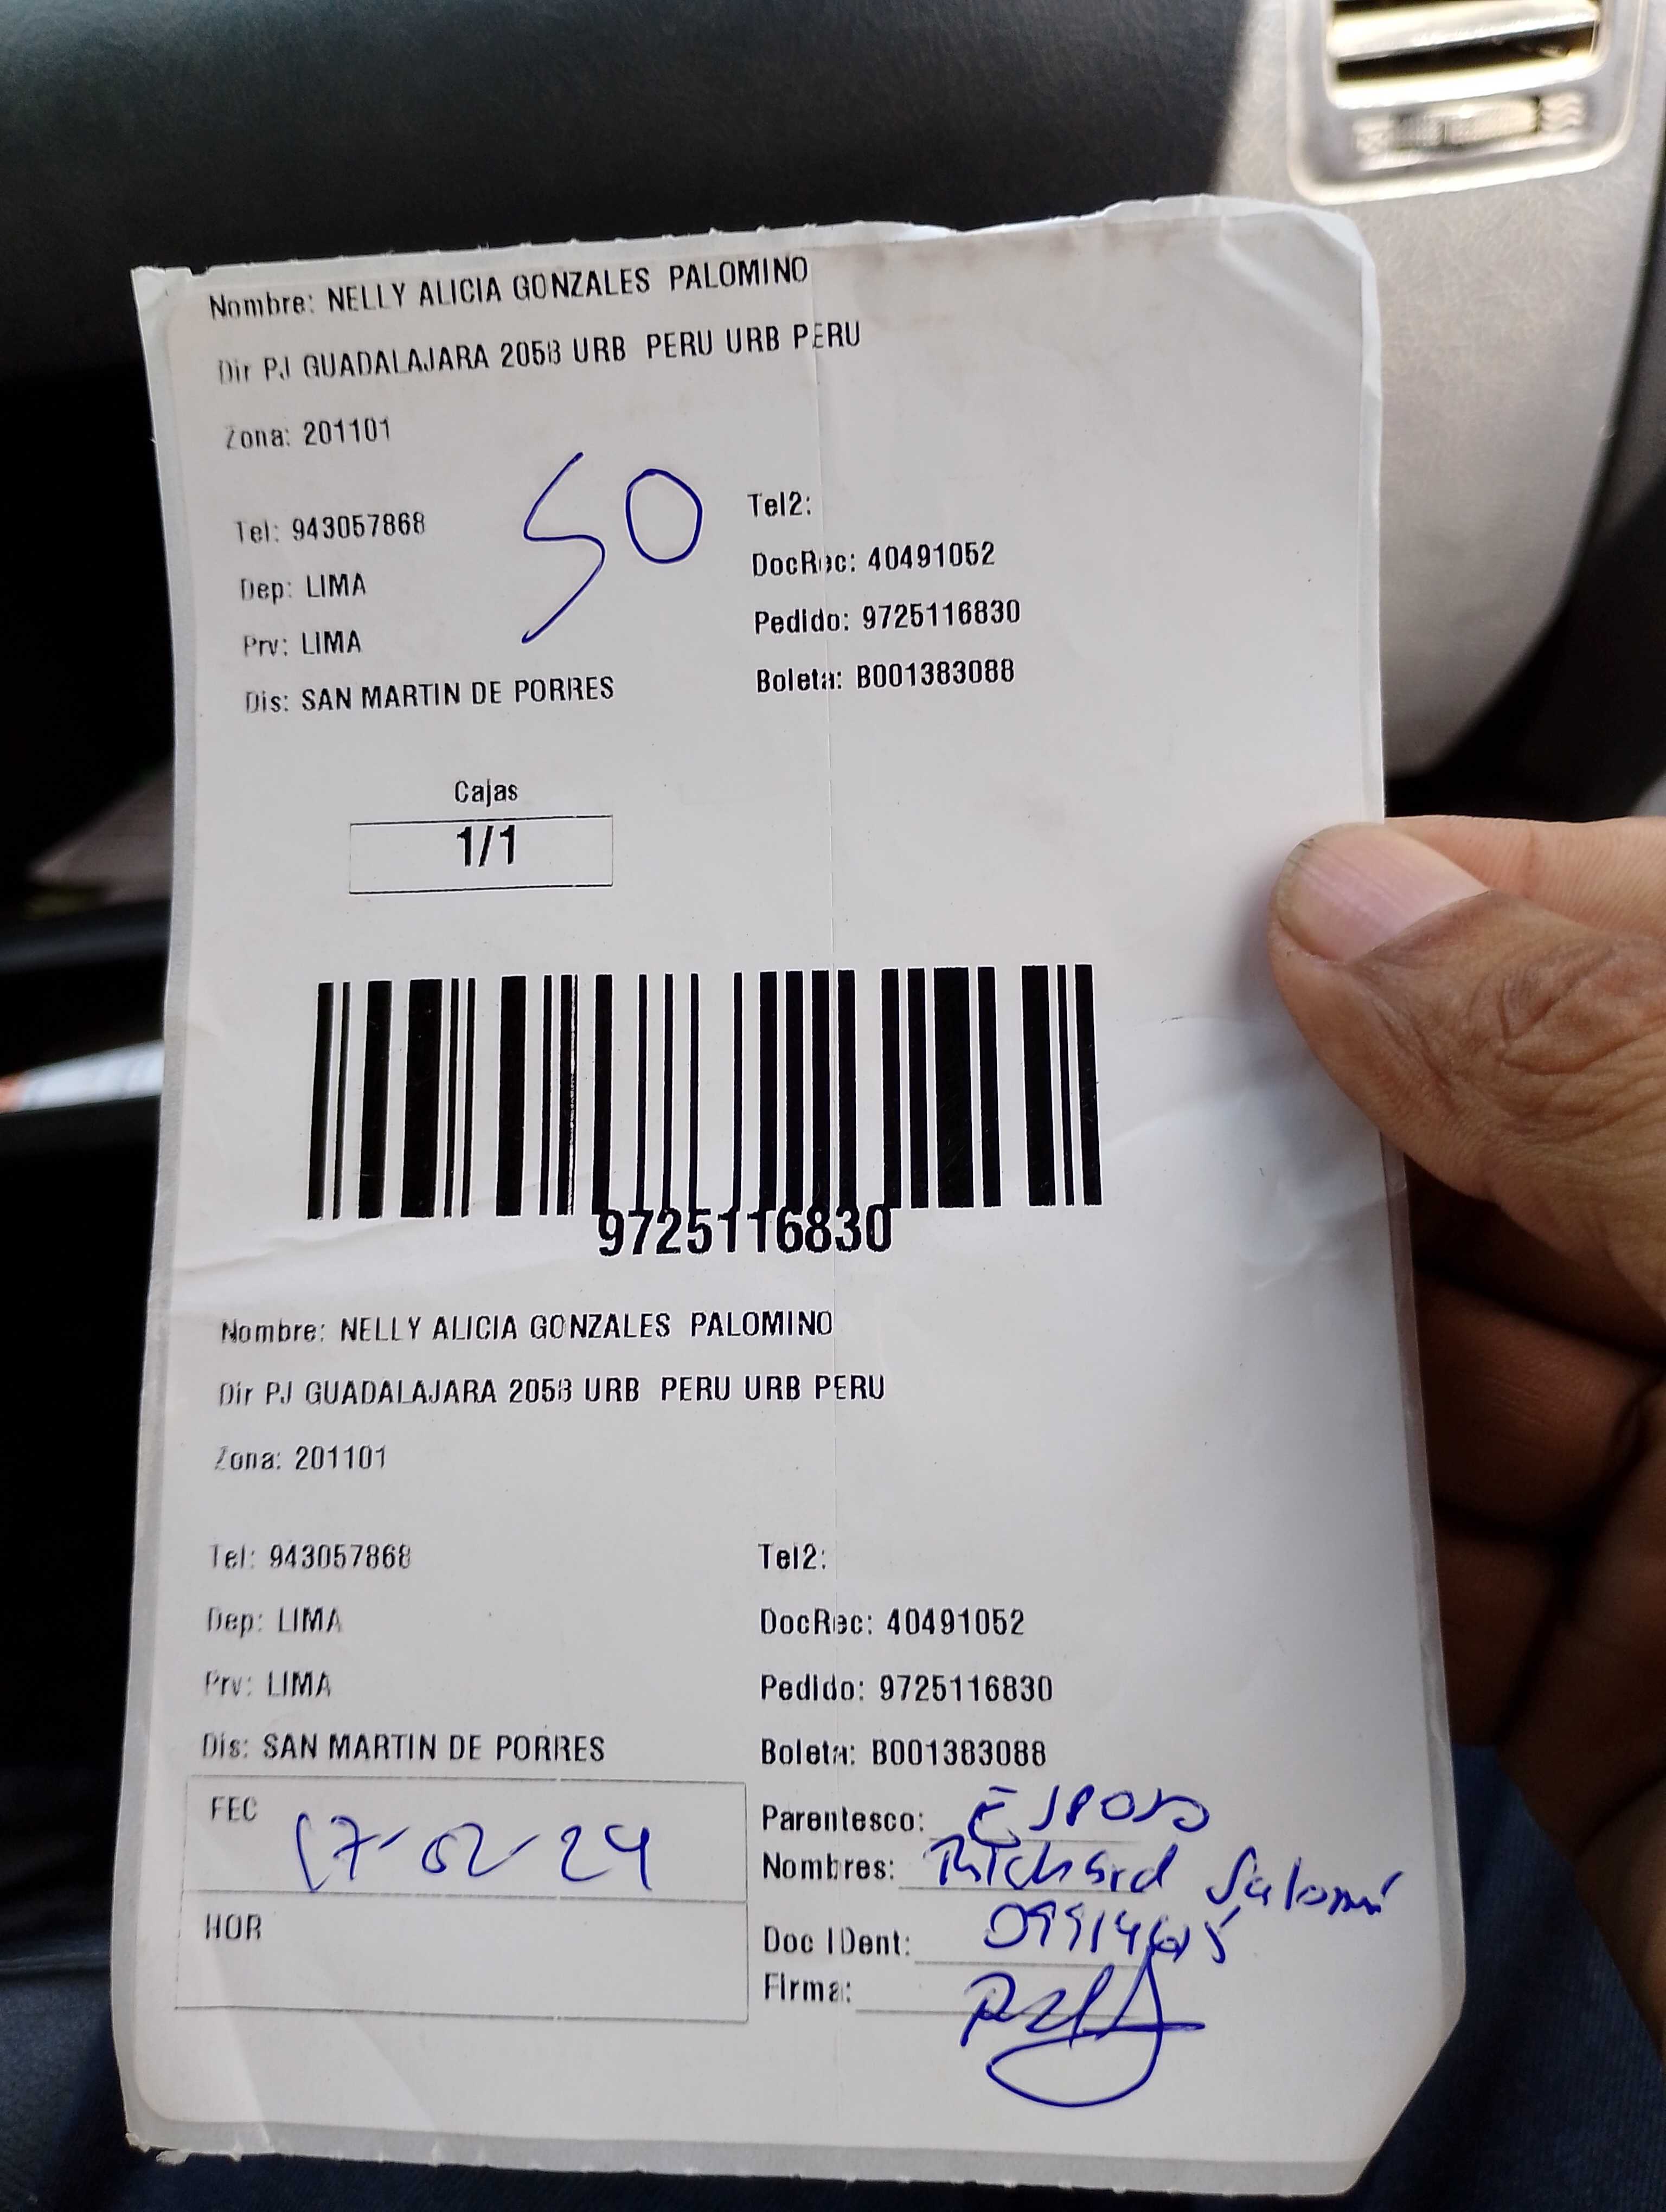 Nombre: NELLY ALICIA GONZALES PALOMINO
Dir PJ GUADALAJARA 2058 URB PERU URB PERU
Zona: 201101
50
Tel: 943057868
Tel2:
Dep: LIMA
DocRec: 40491052
Prv: LIMA
Pedido: 9725116830
Dis: SAN MARTIN DE PORRES
Boleta: B001383088
Cajas
1/1
9725116830
Nombre: NELLY ALICIA GONZALES PALOMINO
Dir PJ GUADALAJARA 2058 URB PERU URB PERU
Zona: 201101
Tel: 943057868
Tel2:
Dep: LIMA
DocRec: 40491052
Prv: LIMA
Pedido: 9725116830
Dis: SAN MARTIN DE PORRES
Boleta: B001383088
FEC 17-02-24
Parentesco: Esposo
Nombres: Richard
HOR
Doc IDent:
Firma: